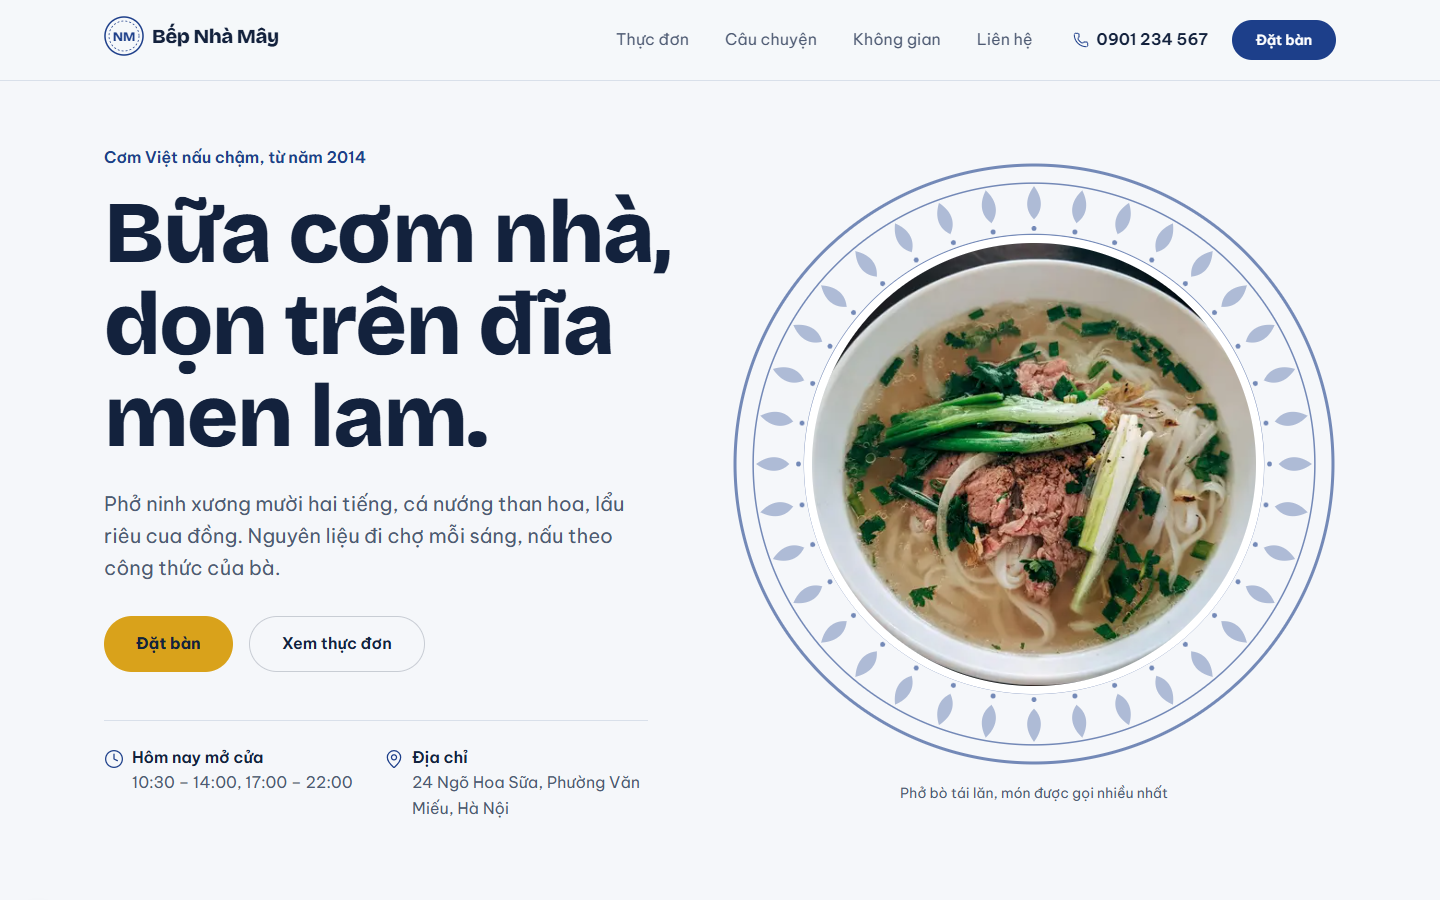 NM Bếp Nhà Mây
Thực đơn Câu chuyện Không gian Liên hệ 0901 234 567 Đặt bàn
Cơm Việt nấu chậm, từ năm 2014
Bữa cơm nhà,
dọn trên đĩa
men lam.
Phở ninh xương mười hai tiếng, cá nướng than hoa, lẩu
riêu cua đồng. Nguyên liệu đi chợ mỗi sáng, nấu theo
công thức của bà.
Đặt bàn Xem thực đơn
Hôm nay mở cửa
10:30 – 14:00, 17:00 – 22:00
Địa chỉ
24 Ngõ Hoa Sữa, Phường Văn
Miếu, Hà Nội
Phở bò tái lăn, món được gọi nhiều nhất